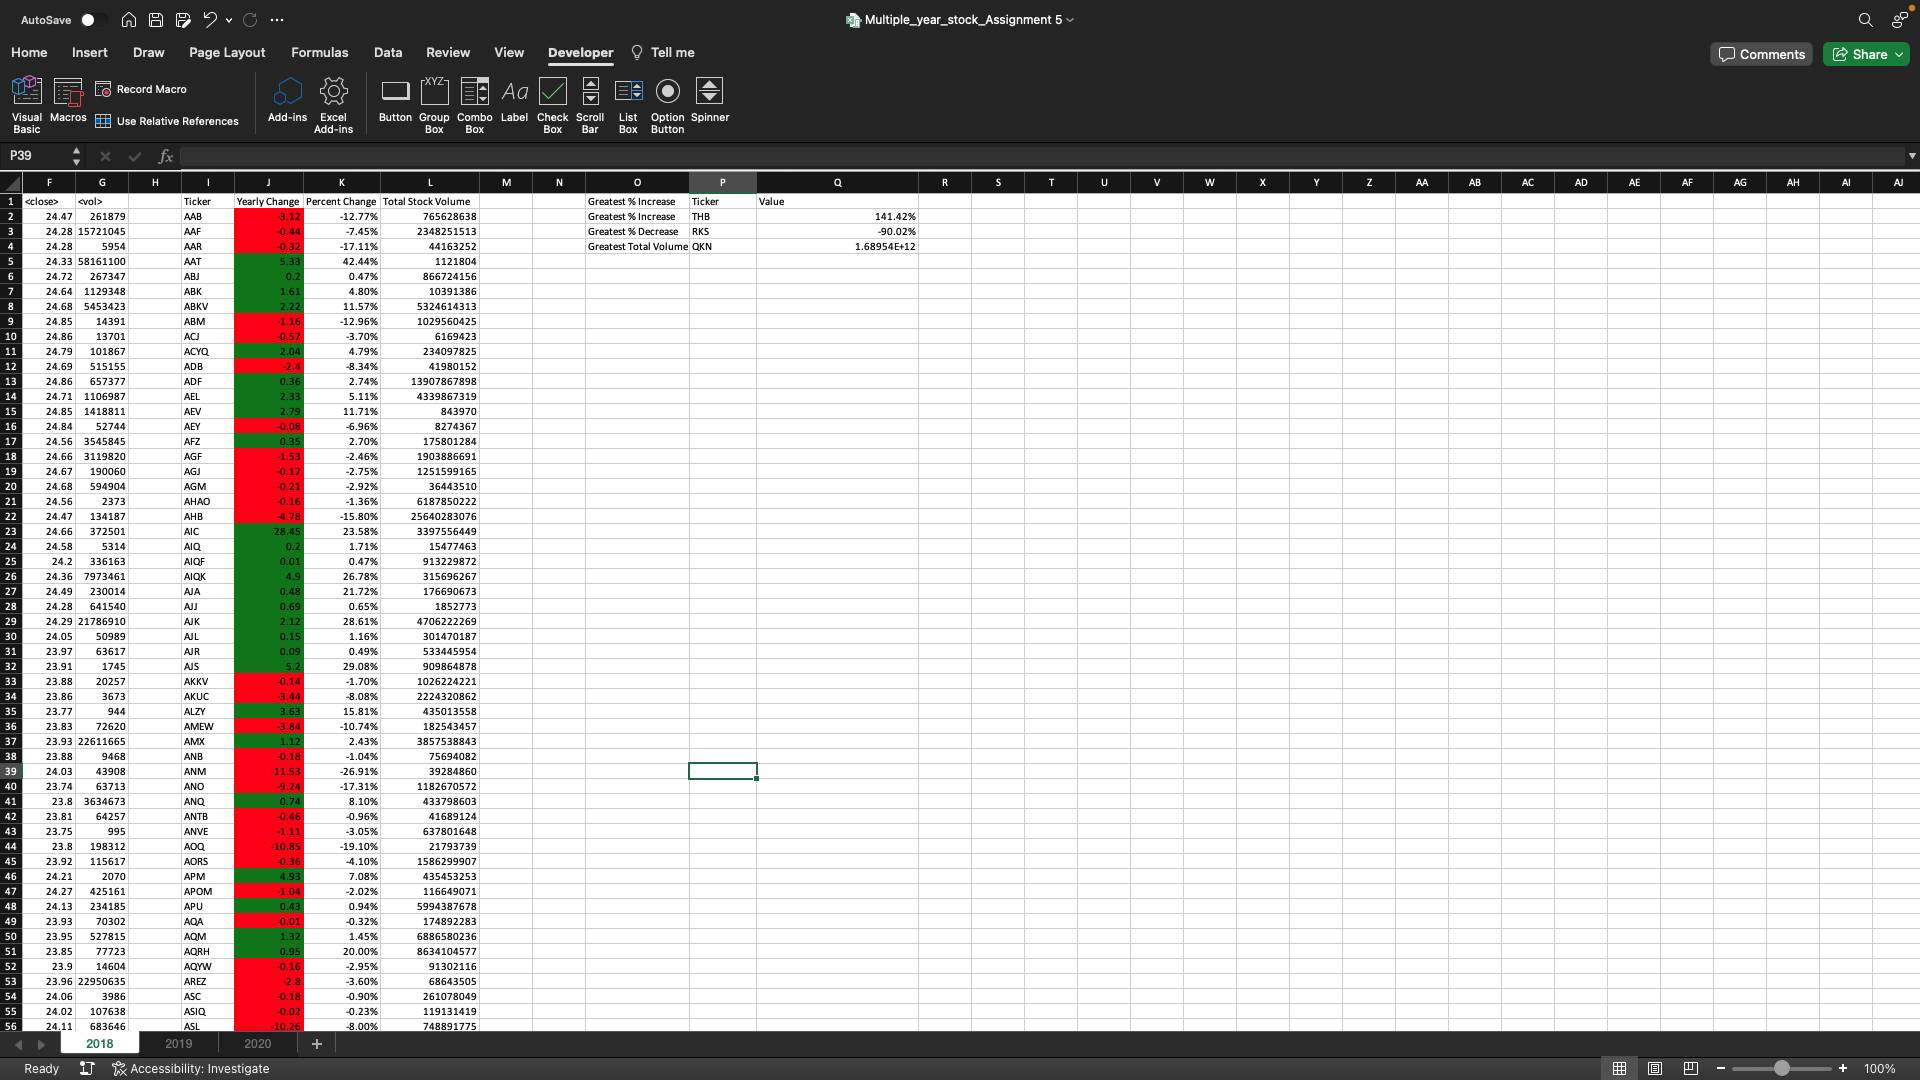 AutoSave
Multiple_year_stock_Assignment 5
Home Insert Draw Page Layout Formulas Data Review View Developer Tell me
Comments Share
Visual Basic
Macros
Record Macro
Use Relative References
Add-ins
Excel Add-ins
Button
Group Box
Combo Box
Label
Check Box
Scroll Bar
List Box
Option Button
Spinner
P39 fx
F G H I J K L M N O P Q R S T U V W X Y Z AA AB AC AD AE AF AG AH AI AJ
1 <close> <vol> Ticker Yearly Change Percent Change Total Stock Volume Greatest % Increase Ticker Value
2 24.47 261879 AAB -3.12 -12.77% 765628638 Greatest % Increase THB 141.42%
3 24.28 15721045 AAF -0.44 -7.45% 2348251513 Greatest % Decrease RKS -90.02%
4 24.28 5954 AAR -0.32 -17.11% 44163252 Greatest Total Volume QKN 1.68954E+12
5 24.33 58161100 AAT 5.33 42.44% 1121804
6 24.72 267347 ABJ 0.2 0.47% 866724156
7 24.64 1129348 ABK 1.61 4.80% 10391386
8 24.68 5453423 ABKV 2.22 11.57% 5324614313
9 24.85 14391 ABM -1.16 -12.96% 1029560425
10 24.86 13701 ACJ -0.57 -3.70% 6169423
11 24.79 101867 ACYQ 2.04 4.79% 234097825
12 24.69 515155 ADB -2.4 -8.34% 41980152
13 24.86 657377 ADF 0.36 2.74% 13907867898
14 24.71 1106987 AEL 2.33 5.11% 4339867319
15 24.85 1418811 AEV 2.79 11.71% 843970
16 24.84 52744 AEY -0.08 -6.96% 8274367
17 24.56 3545845 AFZ 0.35 2.70% 175801284
18 24.66 3119820 AGF -1.53 -2.46% 1903886691
19 24.67 190060 AGJ -0.17 -2.75% 1251599165
20 24.68 594904 AGM -0.21 -2.92% 36443510
21 24.56 2373 AHAO -0.16 -1.36% 6187850222
22 24.47 134187 AHB -4.78 -15.80% 25640283076
23 24.66 372501 AIC 28.45 23.58% 3397556449
24 24.58 5314 AIQ 0.2 1.71% 15477463
25 24.2 336163 AIQF 0.01 0.47% 913229872
26 24.36 7973461 AIQK 4.9 26.78% 315696267
27 24.49 230014 AJA 0.48 21.72% 176690673
28 24.28 641540 AJJ 0.69 0.65% 1852773
29 24.29 21786910 AJK 2.12 28.61% 4706222269
30 24.05 50989 AJL 0.15 1.16% 301470187
31 23.97 63617 AJR 0.09 0.49% 533445954
32 23.91 1745 AJS 5.2 29.08% 909864878
33 23.88 20257 AKKV -0.14 -1.70% 1026224221
34 23.86 3673 AKUC -3.44 -8.08% 2224320862
35 23.77 944 ALZY 3.63 15.81% 435013558
36 23.83 72620 AMEW -3.84 -10.74% 182543457
37 23.93 22611665 AMX 1.12 2.43% 3857538843
38 23.88 9468 ANB -0.18 -1.04% 75694082
39 24.03 43908 ANM -11.53 -26.91% 39284860
40 23.74 63713 ANO -9.24 -17.31% 1182670572
41 23.8 3634673 ANQ 0.74 8.10% 433798603
42 23.81 64257 ANTB -0.46 -0.96% 41689124
43 23.75 995 ANVE -1.11 -3.05% 637801648
44 23.8 198312 AOQ -10.85 -19.10% 21793739
45 23.92 115617 AORS -0.36 -4.10% 1586299907
46 24.21 2070 APM 4.93 7.08% 435453253
47 24.27 425161 APOM -1.04 -2.02% 116649071
48 24.13 234185 APU 0.43 0.94% 5994387678
49 23.93 70302 AQA -0.01 -0.32% 174892283
50 23.95 527815 AQM 1.32 1.45% 6886580236
51 23.85 77723 AQRH 0.95 20.00% 8634104577
52 23.9 14604 AQYW -0.16 -2.95% 91302116
53 23.96 22950635 AREZ -2.8 -3.60% 68643505
54 24.06 3986 ASC -0.18 -0.90% 261078049
55 24.02 107638 ASIQ -0.02 -0.23% 119131419
56 24.11 683646 ASL -10.26 -8.00% 748891775
2018 2019 2020 +
Ready Accessibility: Investigate 100%